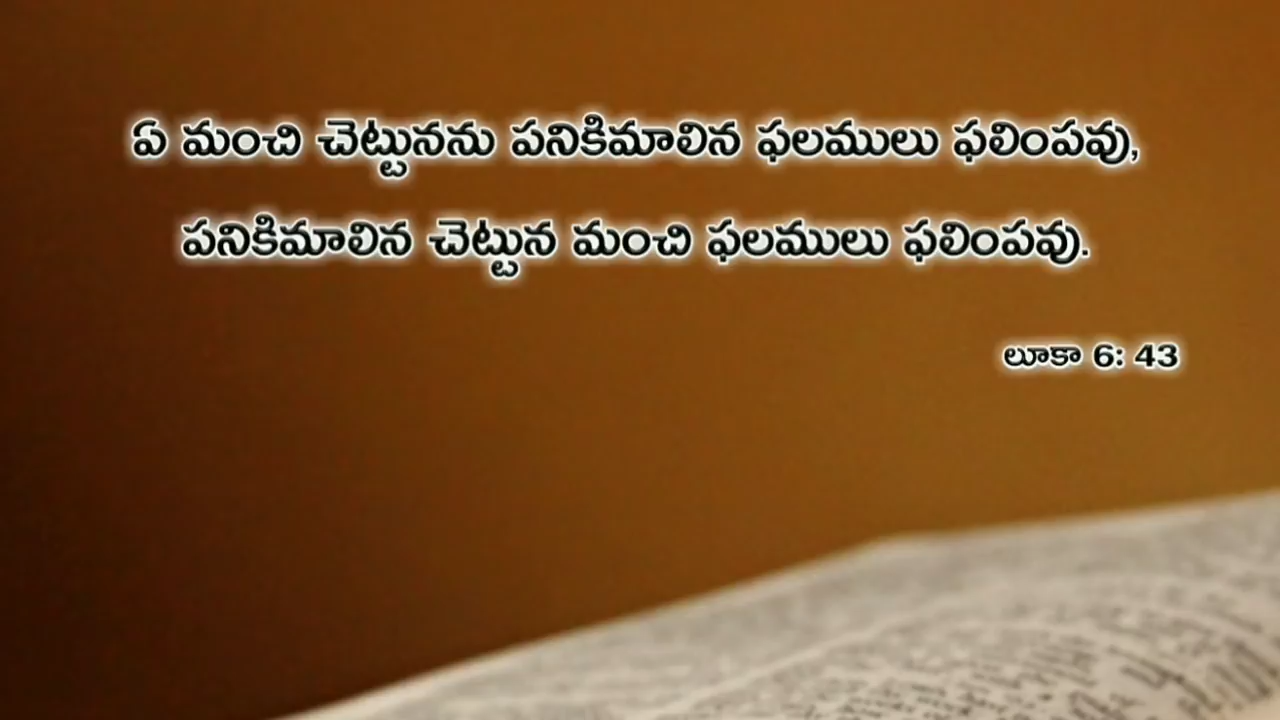 ఏ మంచి చెట్టునను పనికిమాలిన ఫలములు ఫలింపవు,
పనికిమాలిన చెట్టున మంచి ఫలములు ఫలింపవు.
లూకా 6: 43